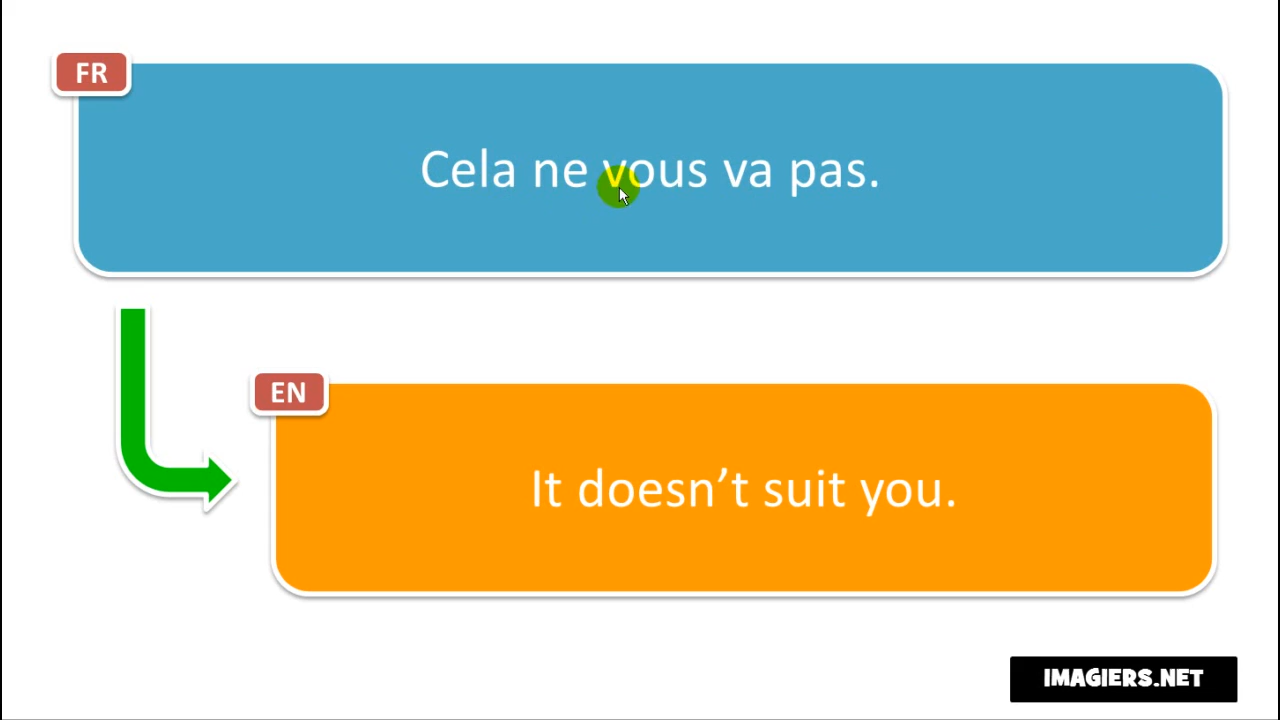 FR
Cela ne vous va pas.
EN
It doesn’t suit you.
IMAGIERS.NET